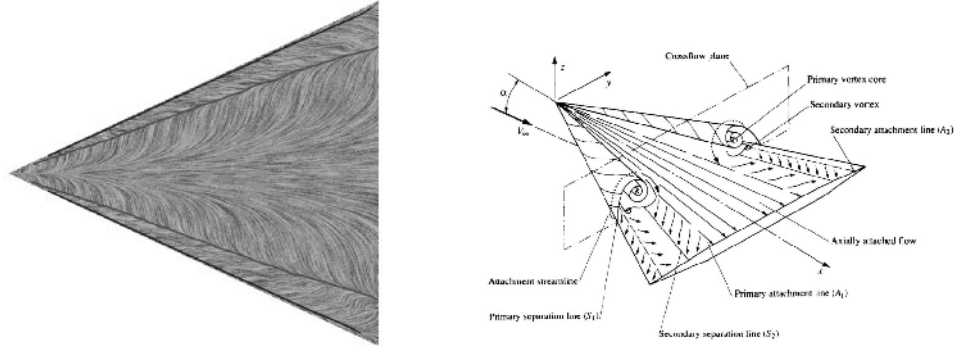 Crossflow plane
z
y
Primary vortex core
Secondary vortex
α
V∞
Secondary attachment line (A2)
Axially attached flow
x
Attachment streamline
Primary attachment line (A1)
Primary separation line (S1)
Secondary separation line (S2)